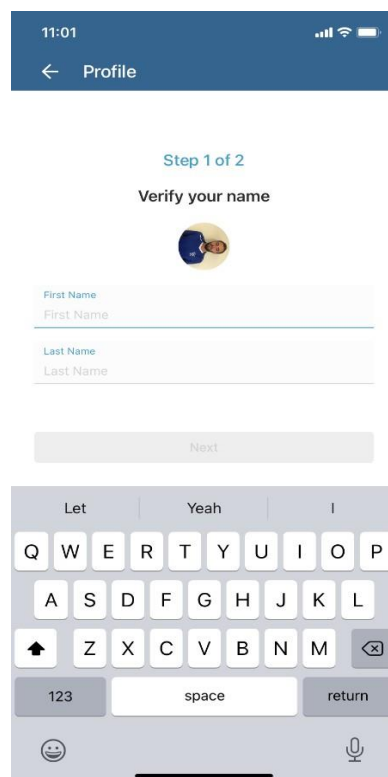 11:01
Profile
Step 1 of 2
Verify your name
First Name
First Name
Last Name
Last Name
Next
Let Yeah I
Q W E R T Y U I O P
A S D F G H J K L
Z X C V B N M
123 space return